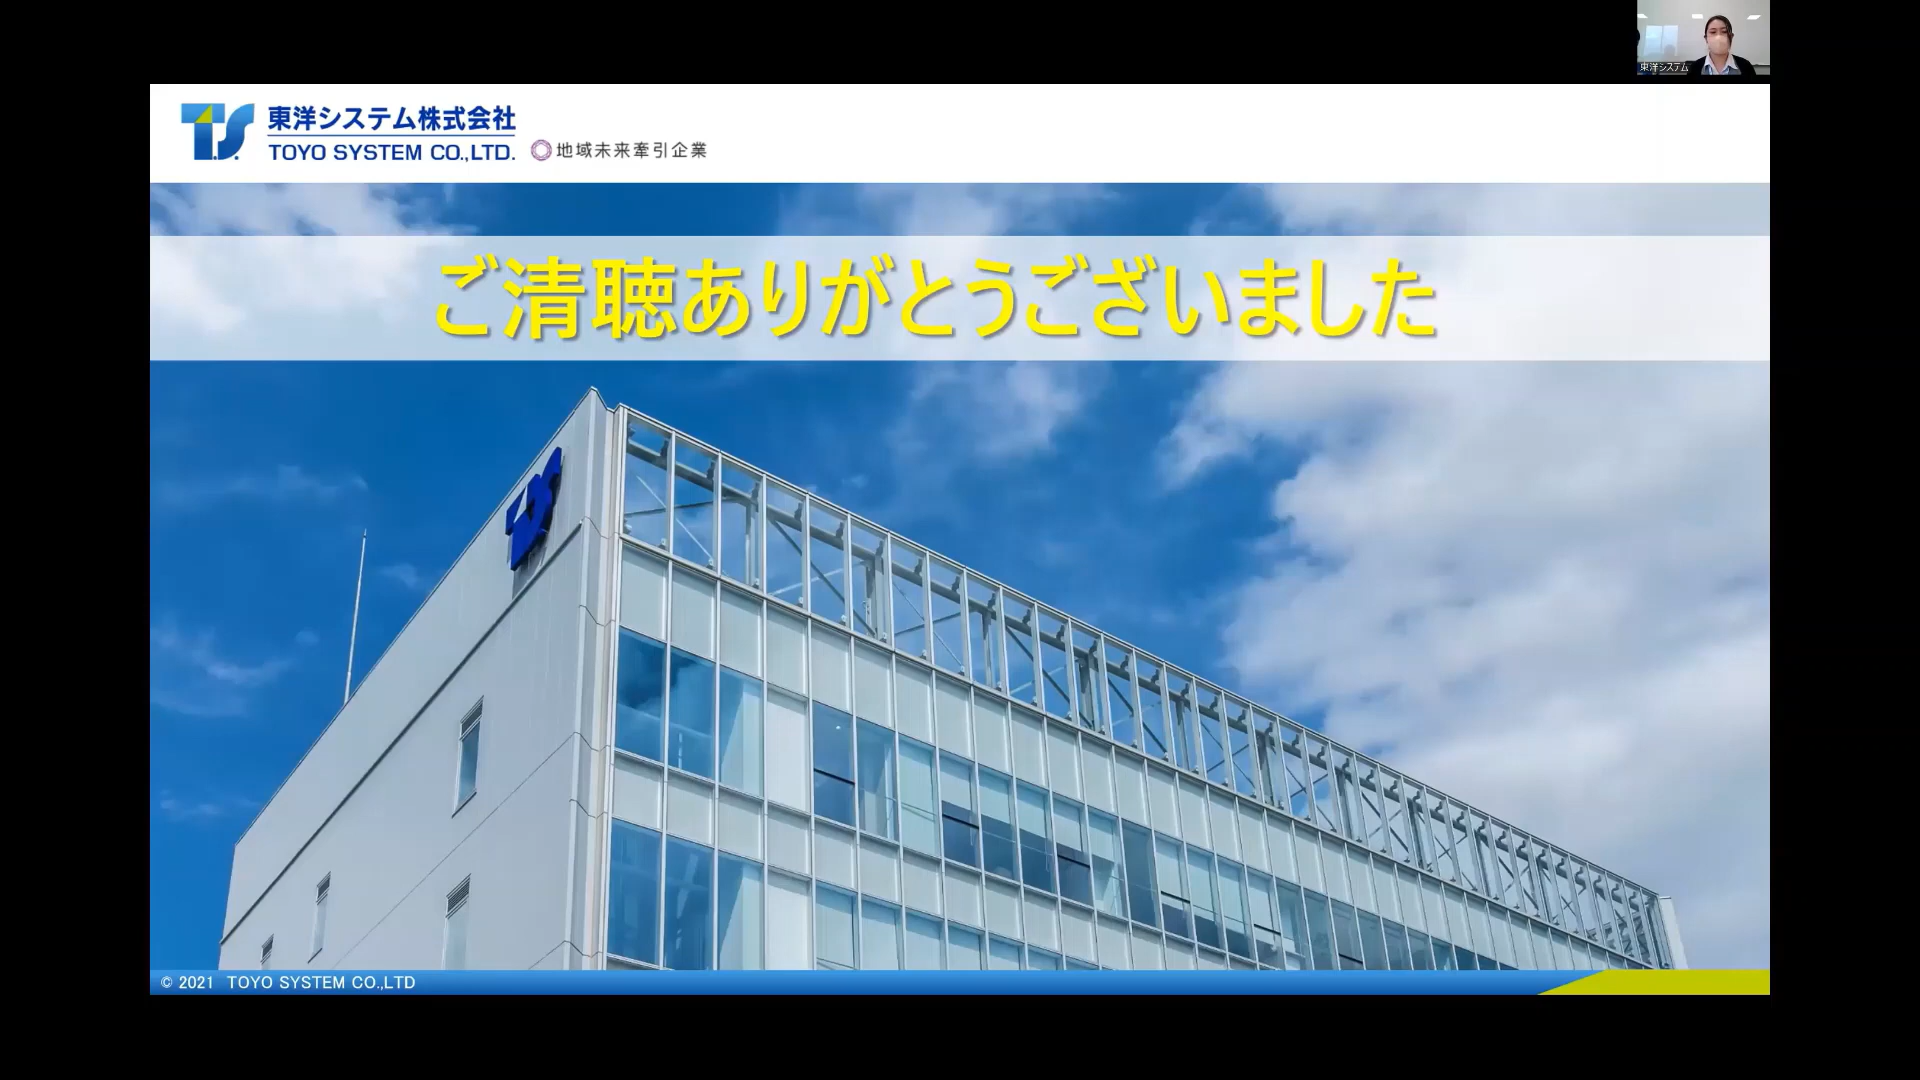 東洋システム
東洋システム株式会社
TOYO SYSTEM CO.,LTD.
地域未来牽引企業
ご清聴ありがとうございました
© 2021 TOYO SYSTEM CO.,LTD